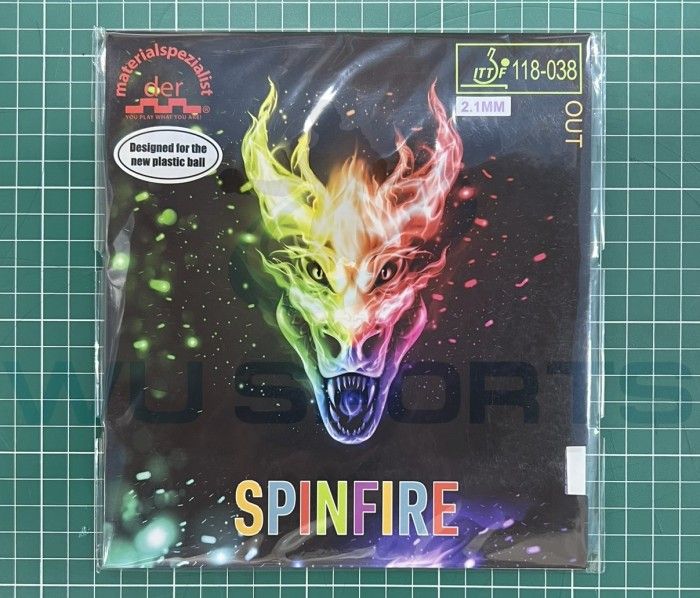 materialspezialist
der
®
YOU PLAY WHAT YOU ARE!
Designed for the
new plastic ball
ITTF 118-038
2.1MM
OUT
WU SPORTS
SPINFIRE